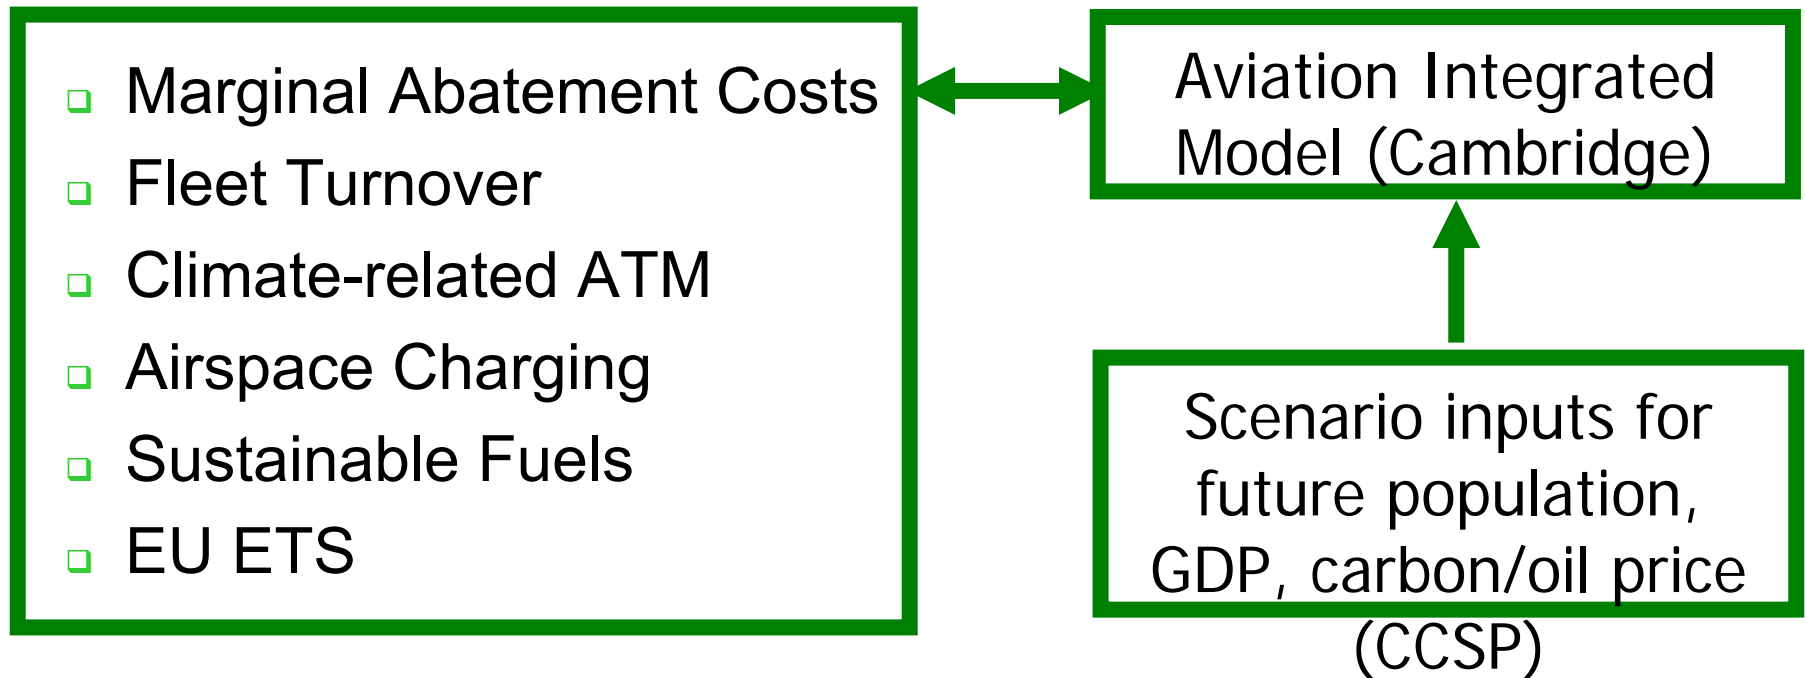 Marginal Abatement Costs
Fleet Turnover
Climate-related ATM
Airspace Charging
Sustainable Fuels
EU ETS
Aviation Integrated
Model (Cambridge)
Scenario inputs for
future population,
GDP, carbon/oil price
(CCSP)